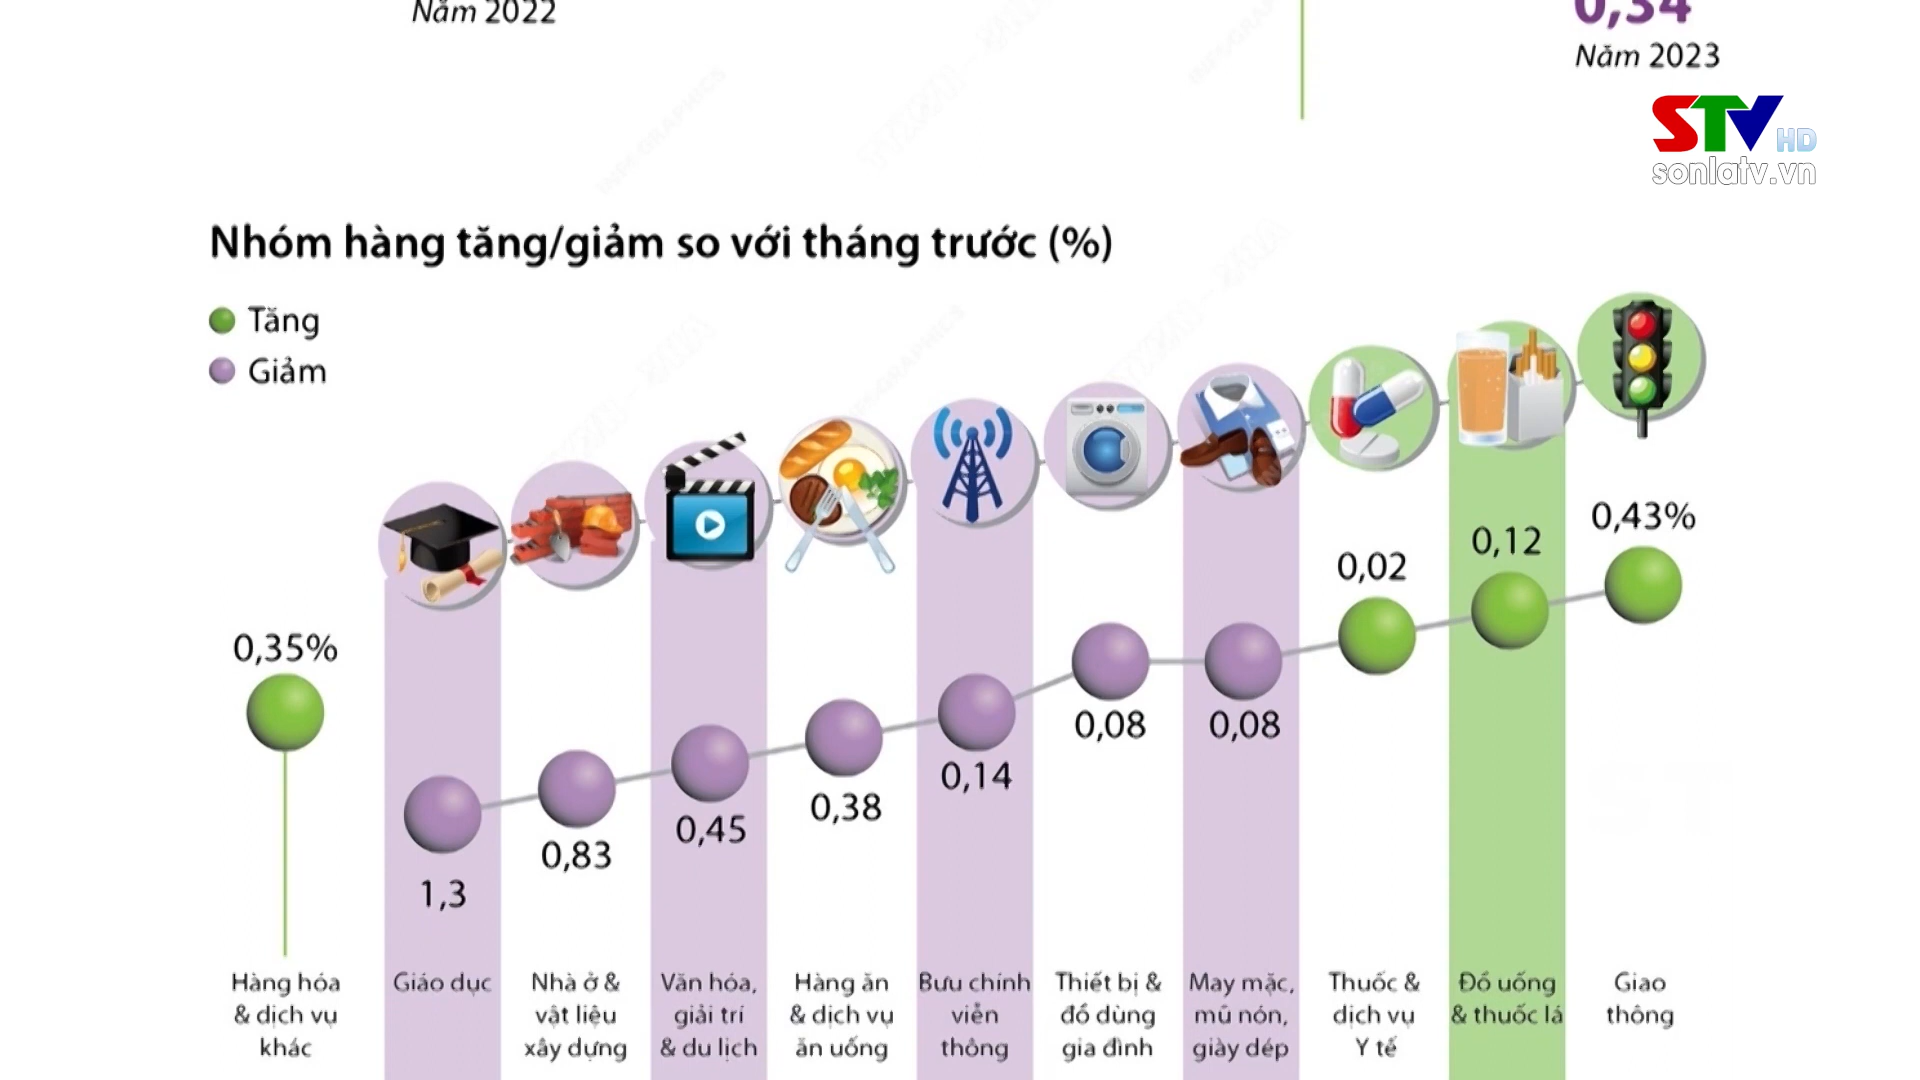 Năm 2022
0,34
Năm 2023
STV HD
sonlatv.vn
Nhóm hàng tăng/giảm so với tháng trước (%)
Tăng
Giảm
0,35%
1,3
0,83
0,45
0,38
0,14
0,08
0,08
0,02
0,12
0,43%
Hàng hóa
& dịch vụ
khác
Giáo dục
Nhà ở &
vật liệu
xây dựng
Văn hóa,
giải trí
& du lịch
Hàng ăn
& dịch vụ
ăn uống
Bưu chính
viễn
thông
Thiết bị &
đồ dùng
gia đình
May mặc,
mũ nón,
giày dép
Thuốc &
dịch vụ
Y tế
Đồ uống
& thuốc lá
Giao
thông